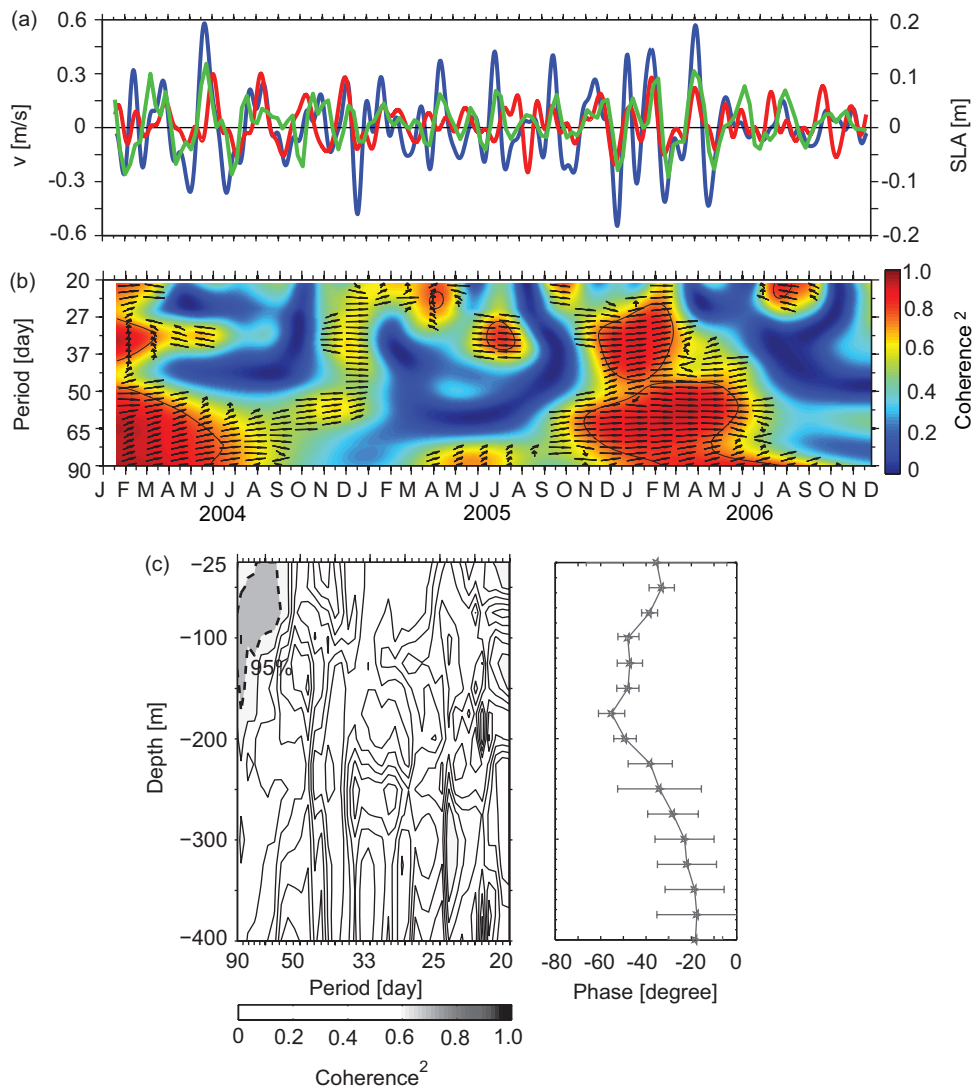 (a)
0.6
0.3
0
-0.3
-0.6
v [m/s]
0.2
0.1
0
-0.1
-0.2
SLA [m]
(b)
20
27
37
50
65
90
Period [day]
J F M A M J J A S O N D J F M A M J J A S O N D J F M A M J J A S O N D
2004 2005 2006
1.0
0.8
0.6
0.4
0.2
0
Coherence²
(c)
−25
−100
−200
−300
−400
Depth [m]
95%
90 50 33 25 20
Period [day]
0 0.2 0.4 0.6 0.8 1.0
Coherence²
-80 -60 -40 -20 0
Phase [degree]